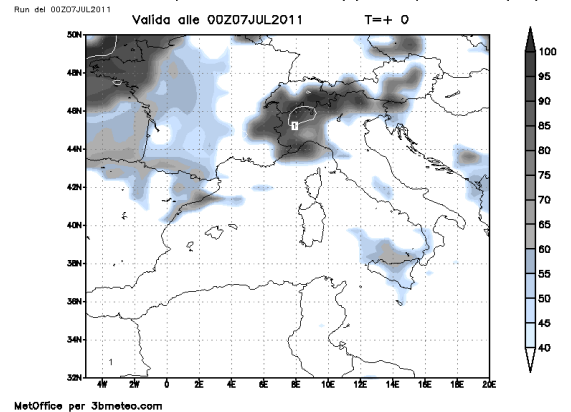 Run del 00Z07JUL2011
Valida alle 00Z07JUL2011 T=+ 0
50N
48N
46N
44N
42N
40N
38N
36N
34N
32N
4W 2W 0 2E 4E 6E 8E 10E 12E 14E 16E 18E 20E
100
95
90
85
80
75
70
65
60
55
50
45
40
1
1
MetOffice per 3bmeteo.com